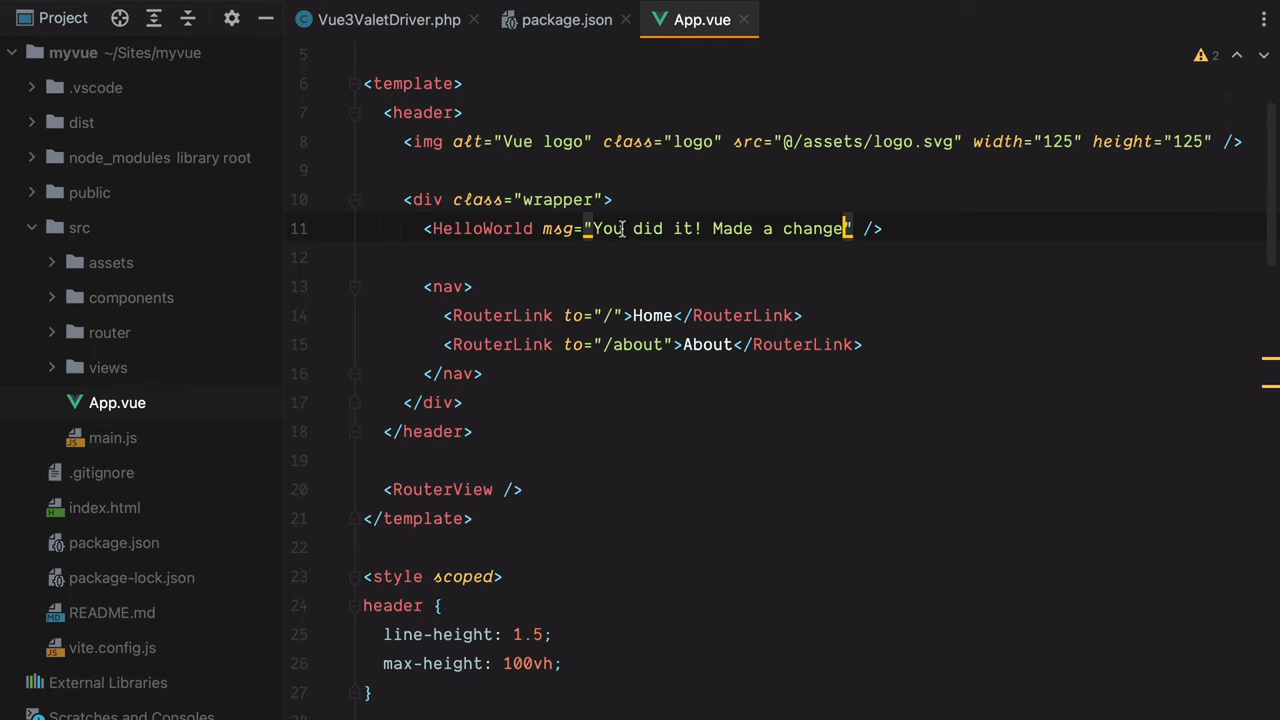 Project
Vue3ValetDriver.php
package.json
App.vue
myvue ~/Sites/myvue
.vscode
dist
node_modules library root
public
src
assets
components
router
views
App.vue
main.js
.gitignore
index.html
package.json
package-lock.json
README.md
vite.config.js
External Libraries
Scratches and Consoles
2
5
6 <template>
7 <header>
8 <img alt="Vue logo" class="logo" src="@/assets/logo.svg" width="125" height="125" />
9
10 <div class="wrapper">
11 <HelloWorld msg="You did it! Made a change" />
12
13 <nav>
14 <RouterLink to="/">Home</RouterLink>
15 <RouterLink to="/about">About</RouterLink>
16 </nav>
17 </div>
18 </header>
19
20 <RouterView />
21 </template>
22
23 <style scoped>
24 header {
25 line-height: 1.5;
26 max-height: 100vh;
27 }